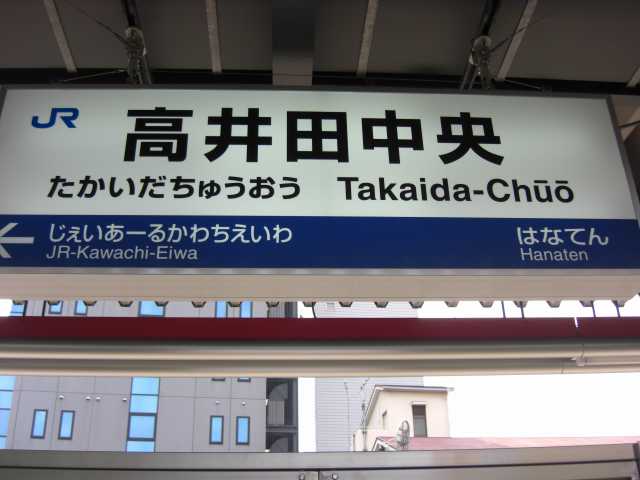 JR 高井田中央
たかいだちゅうおう Takaida-Chūō
じぇいあーるかわちえいわ はなてん
JR-Kawachi-Eiwa Hanaten